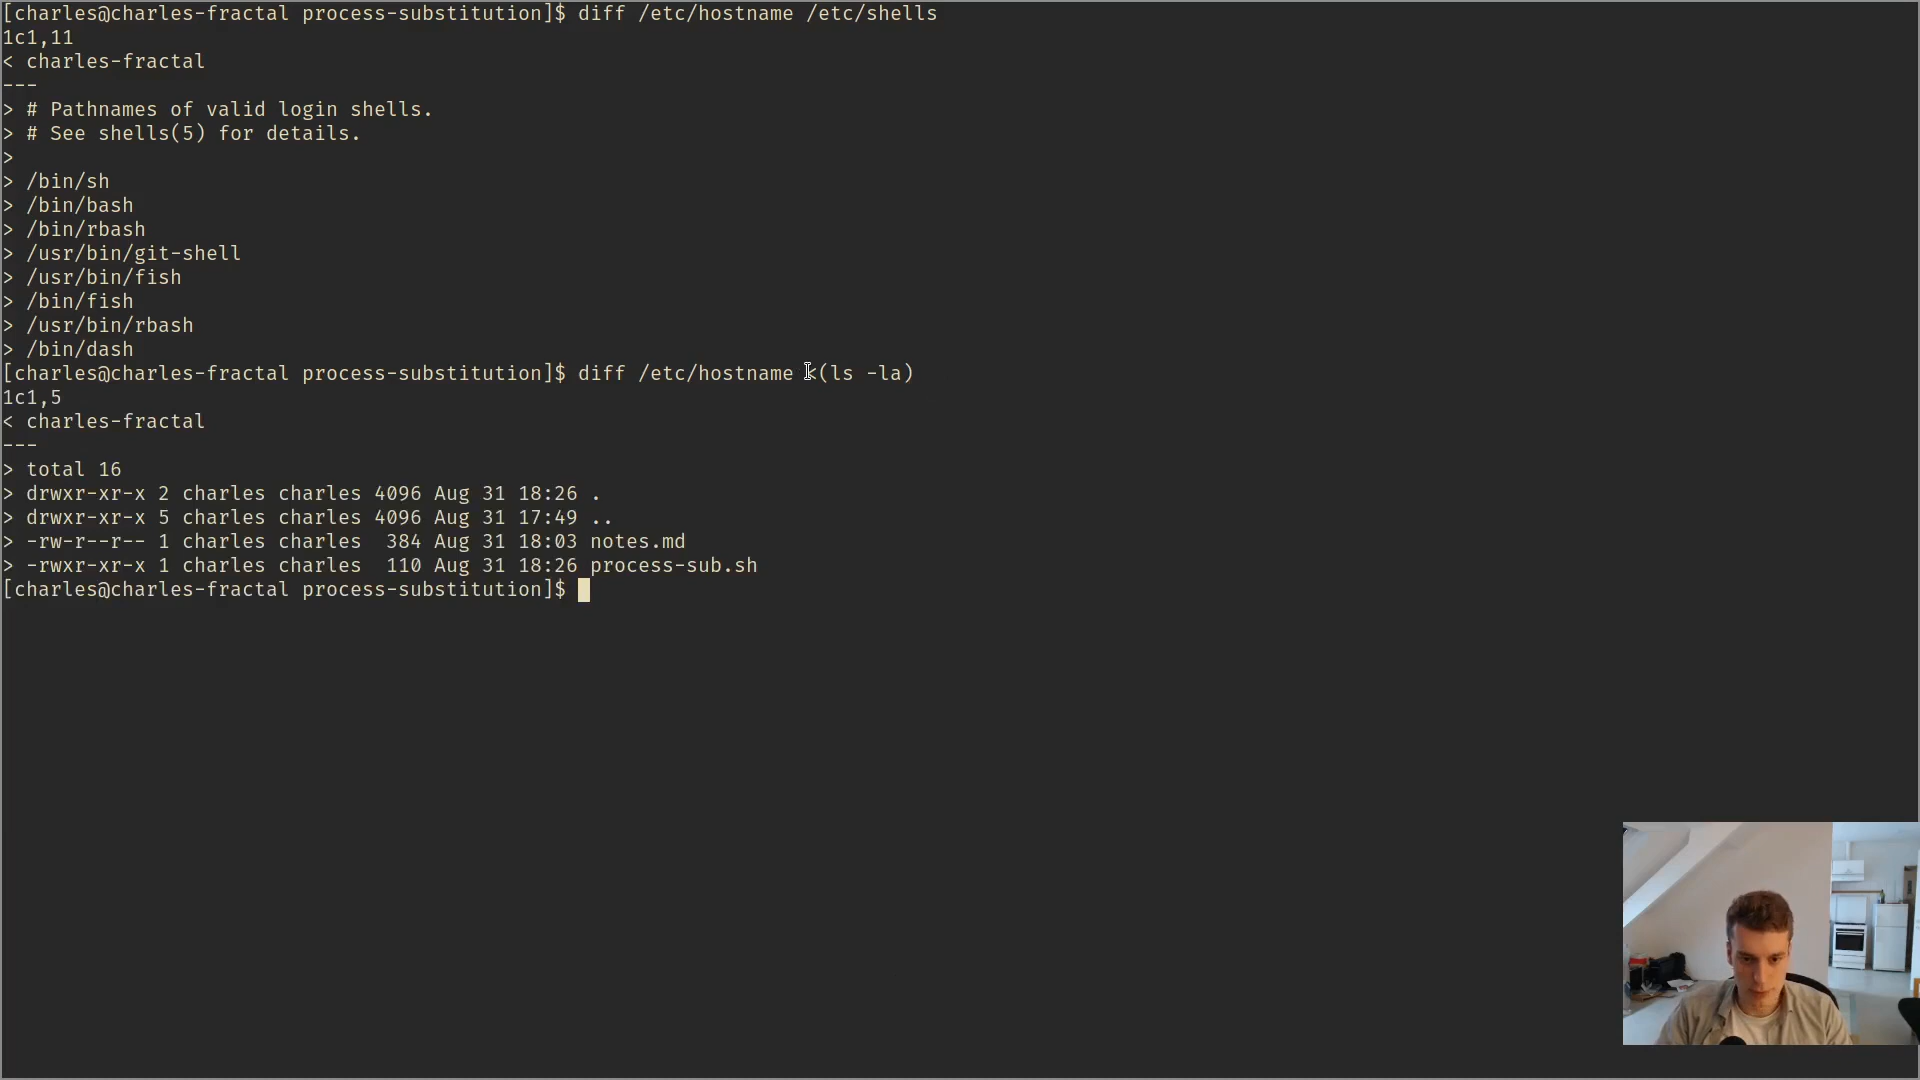 [charles@charles-fractal process-substitution]$ diff /etc/hostname /etc/shells
1c1,11
< charles-fractal
---
> # Pathnames of valid login shells.
> # See shells(5) for details.
>
> /bin/sh
> /bin/bash
> /bin/rbash
> /usr/bin/git-shell
> /usr/bin/fish
> /bin/fish
> /usr/bin/rbash
> /bin/dash
[charles@charles-fractal process-substitution]$ diff /etc/hostname <(ls -la)
1c1,5
< charles-fractal
---
> total 16
> drwxr-xr-x 2 charles charles 4096 Aug 31 18:26 .
> drwxr-xr-x 5 charles charles 4096 Aug 31 17:49 ..
> -rw-r--r-- 1 charles charles  384 Aug 31 18:03 notes.md
> -rwxr-xr-x 1 charles charles  110 Aug 31 18:26 process-sub.sh
[charles@charles-fractal process-substitution]$